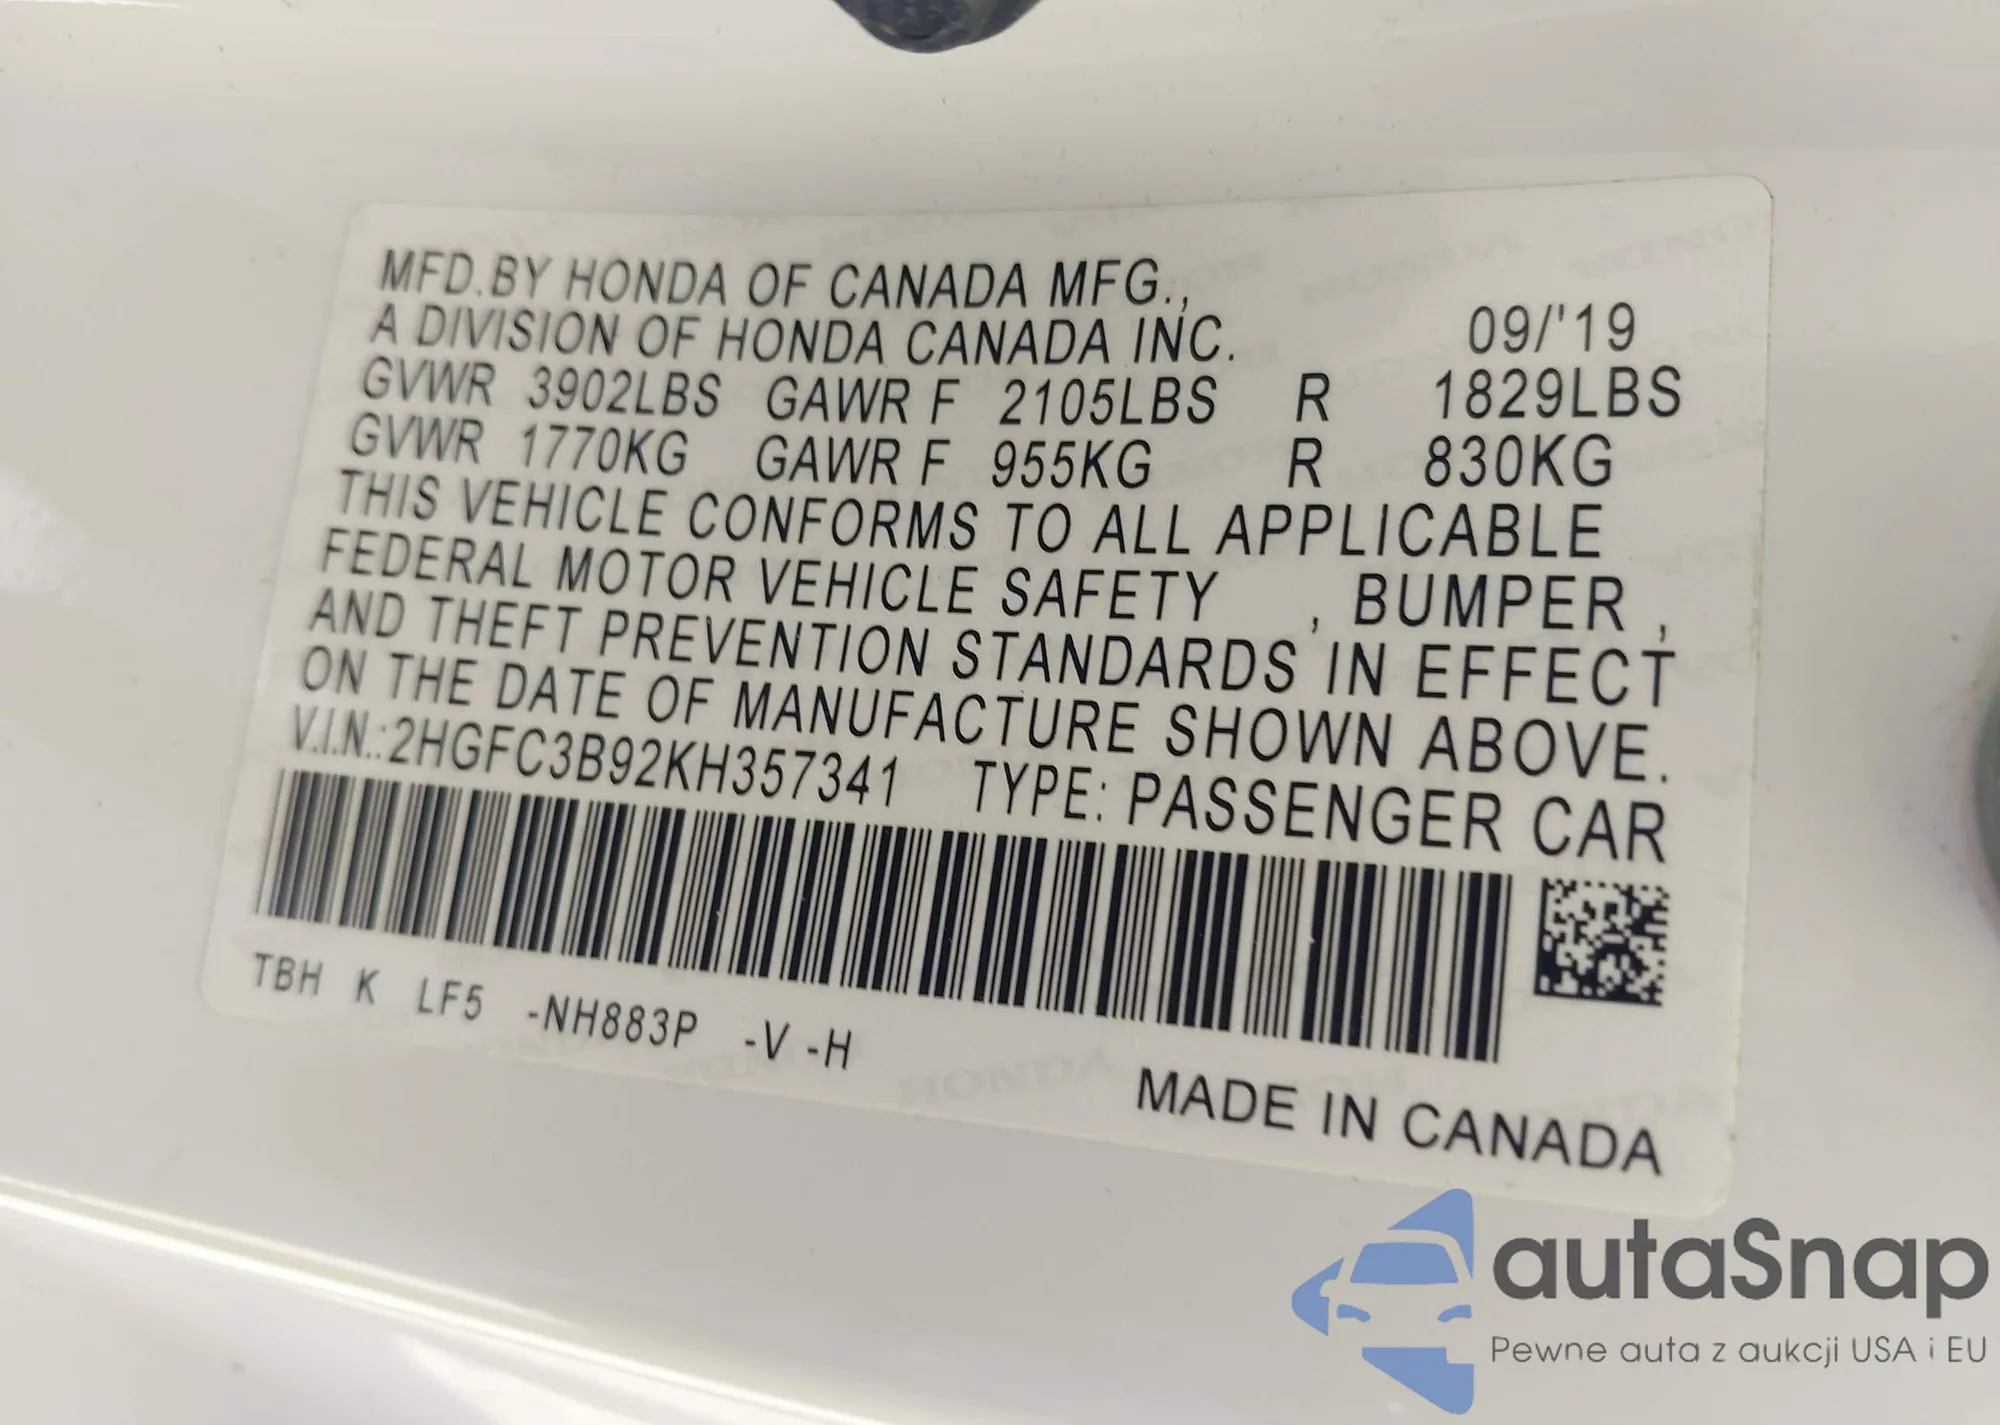 MFD.BY HONDA OF CANADA MFG.,
A DIVISION OF HONDA CANADA INC. 09/'19
GVWR 3902LBS GAWR F 2105LBS R 1829LBS
GVWR 1770KG GAWR F 955KG R 830KG
THIS VEHICLE CONFORMS TO ALL APPLICABLE
FEDERAL MOTOR VEHICLE SAFETY , BUMPER ,
AND THEFT PREVENTION STANDARDS IN EFFECT
ON THE DATE OF MANUFACTURE SHOWN ABOVE.
V.I.N.:2HGFC3B92KH357341 TYPE: PASSENGER CAR
TBH K LF5 -NH883P -V -H
MADE IN CANADA
autaSnap
Pewne auta z aukcji USA i EU